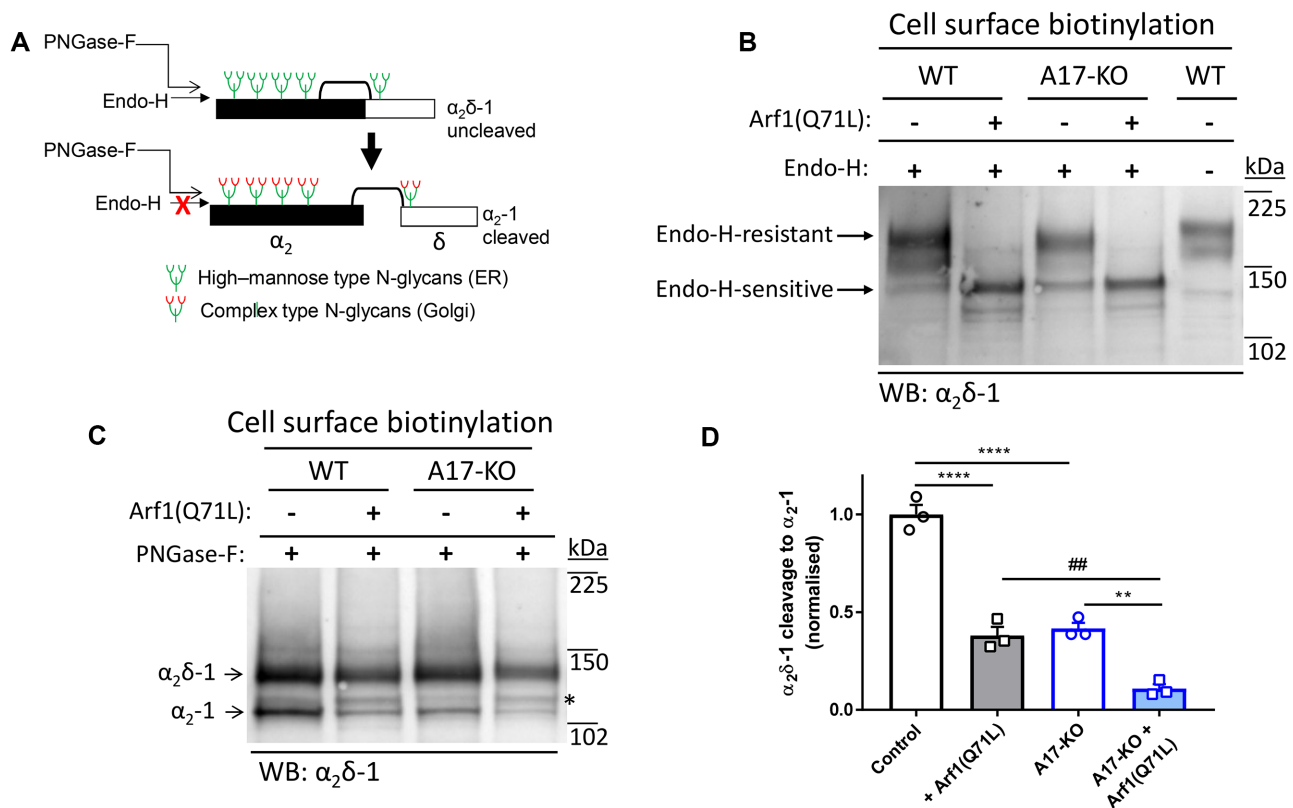 A
PNGase-F
Endo-H
α₂δ-1
uncleaved
PNGase-F
Endo-H
X
α₂-1
cleaved
α₂
δ
High–mannose type N-glycans (ER)
Complex type N-glycans (Golgi)
B
Cell surface biotinylation
WT A17-KO WT
Arf1(Q71L): - + - + -
Endo-H: + + + + -
kDa
225
Endo-H-resistant
150
Endo-H-sensitive
102
WB: α₂δ-1
C
Cell surface biotinylation
WT A17-KO
Arf1(Q71L): - + - +
PNGase-F: + + + +
kDa
225
150
α₂δ-1
*
α₂-1
102
WB: α₂δ-1
D
α₂δ-1 cleavage to α₂-1
(normalised)
****
****
##
**
1.0
0.5
0.0
Control
+ Arf1(Q71L)
A17-KO
A17-KO +
Arf1(Q71L)